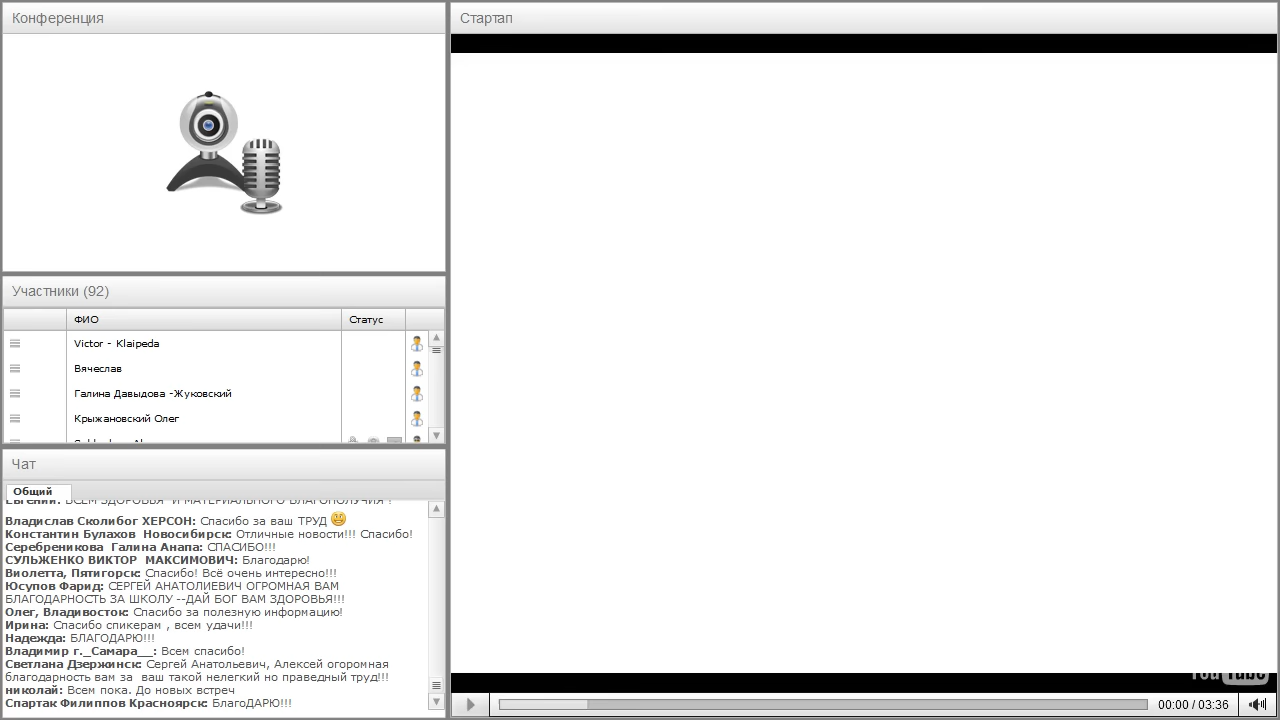 Конференция
Стартап
Участники (92)
ФИО Статус
Victor - Klaipeda
Вячеслав
Галина Давыдова -Жуковский
Крыжановский Олег
Чат
Общий
Евгений: ВСЕМ ЗДОРОВЬЯ И МАТЕРИАЛЬНОГО БЛАГОПОЛУЧИЯ !
Владислав Сколибог ХЕРСОН: Спасибо за ваш ТРУД
Константин Булахов Новосибирск: Отличные новости!!! Спасибо!
Серебреникова Галина Анапа: СПАСИБО!!!
СУЛЬЖЕНКО ВИКТОР МАКСИМОВИЧ: Благодарю!
Виолетта, Пятигорск: Спасибо! Всё очень интересно!!!
Юсупов Фарид: СЕРГЕЙ АНАТОЛИЕВИЧ ОГРОМНАЯ ВАМ
БЛАГОДАРНОСТЬ ЗА ШКОЛУ --ДАЙ БОГ ВАМ ЗДОРОВЬЯ!!!
Олег, Владивосток: Спасибо за полезную информацию!
Ирина: Спасибо спикерам , всем удачи!!!
Надежда: БЛАГОДАРЮ!!!
Владимир г._Самара__: Всем спасибо!
Светлана Дзержинск: Сергей Анатольевич, Алексей огоромная
благодарность вам за ваш такой нелегкий но праведный труд!!!
николай: Всем пока. До новых встреч
Спартак Филиппов Красноярск: БлагоДАРЮ!!!
YouTube
00:00 / 03:36